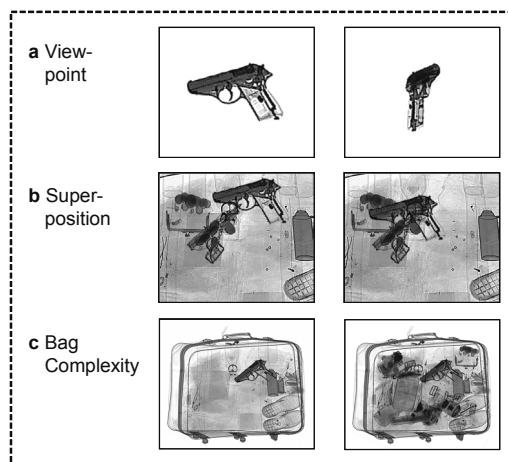 a View-
point
b Super-
position
c Bag
Complexity